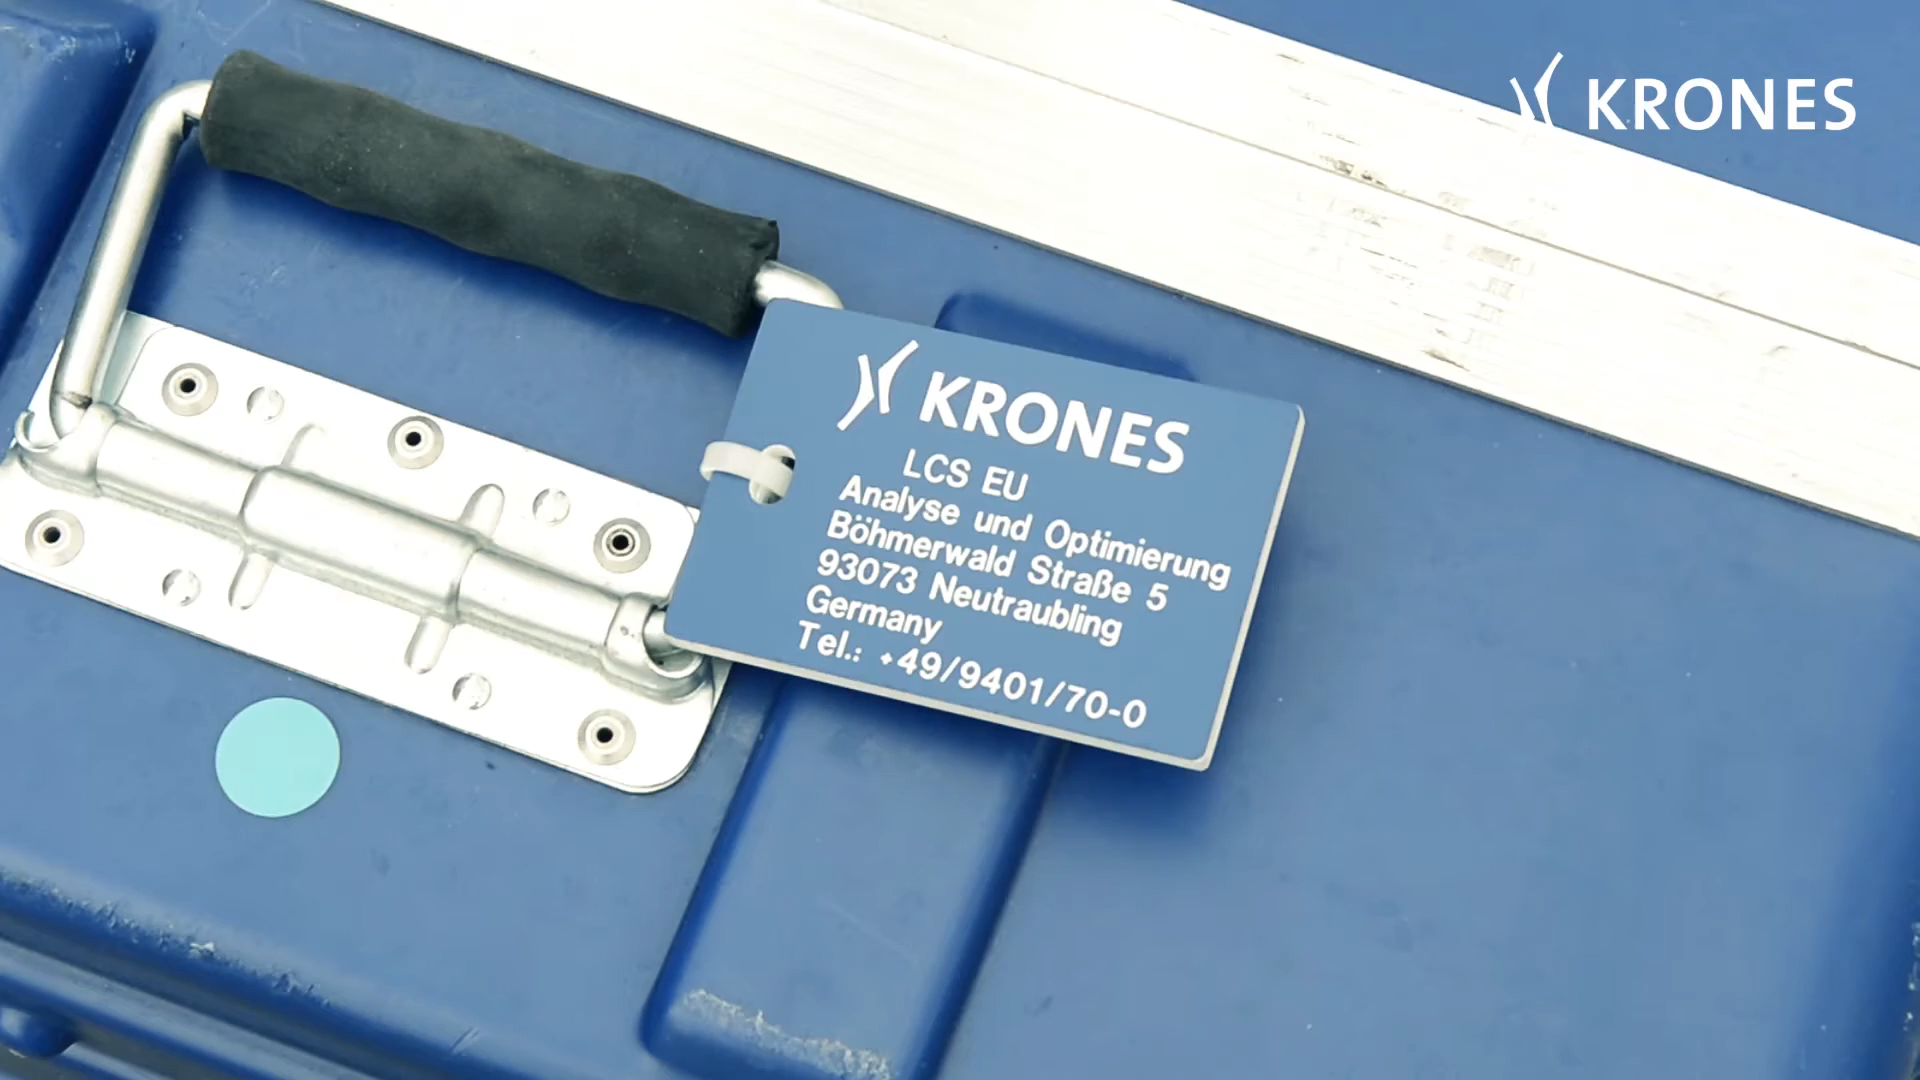 KRONES
KRONES
LCS EU
Analyse und Optimierung
Böhmerwald Straße 5
93073 Neutraubling
Germany
Tel.: +49/9401/70-0